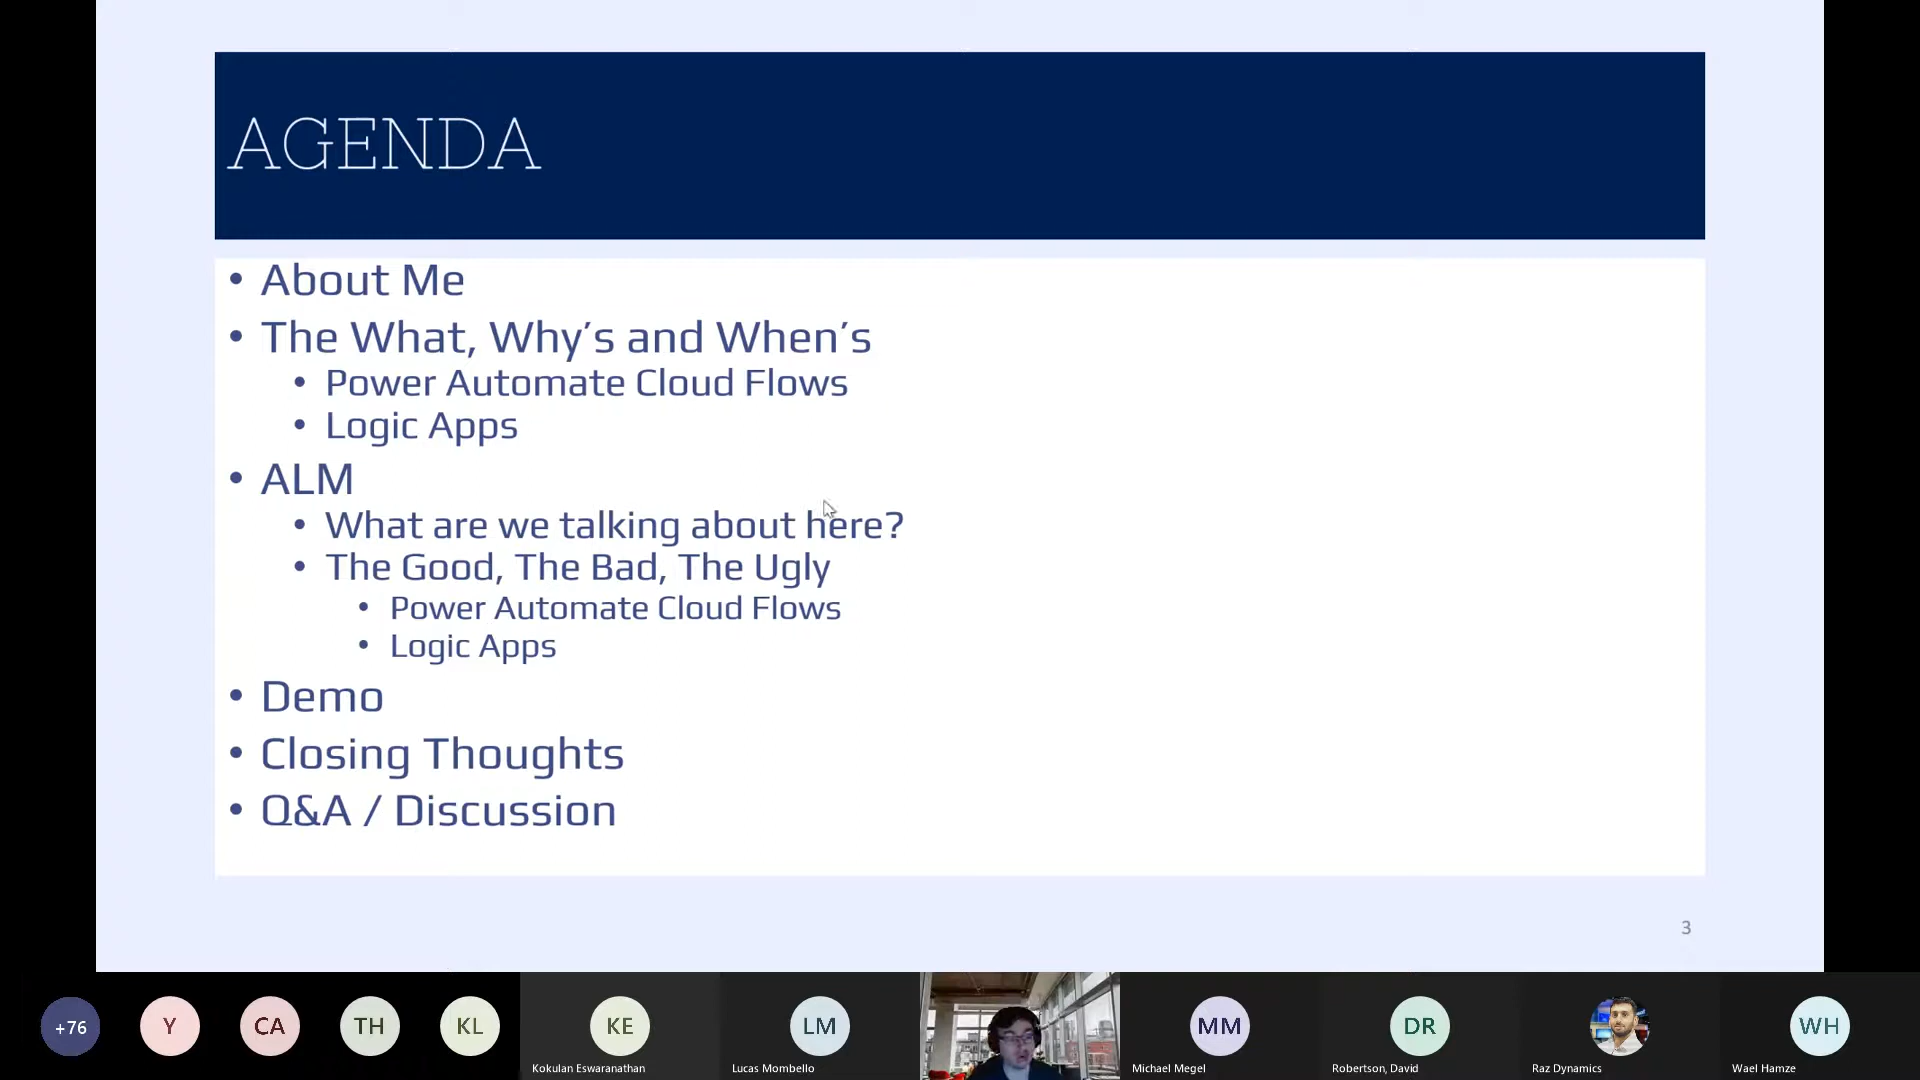 AGENDA
• About Me
• The What, Why’s and When’s
• Power Automate Cloud Flows
• Logic Apps
• ALM
• What are we talking about here?
• The Good, The Bad, The Ugly
• Power Automate Cloud Flows
• Logic Apps
• Demo
• Closing Thoughts
• Q&A / Discussion
3
+76
Y
CA
TH
KL
KE
LM
MM
DR
WH
Kokulan Eswaranathan
Lucas Mombello
Michael Megel
Robertson, David
Raz Dynamics
Wael Hamze